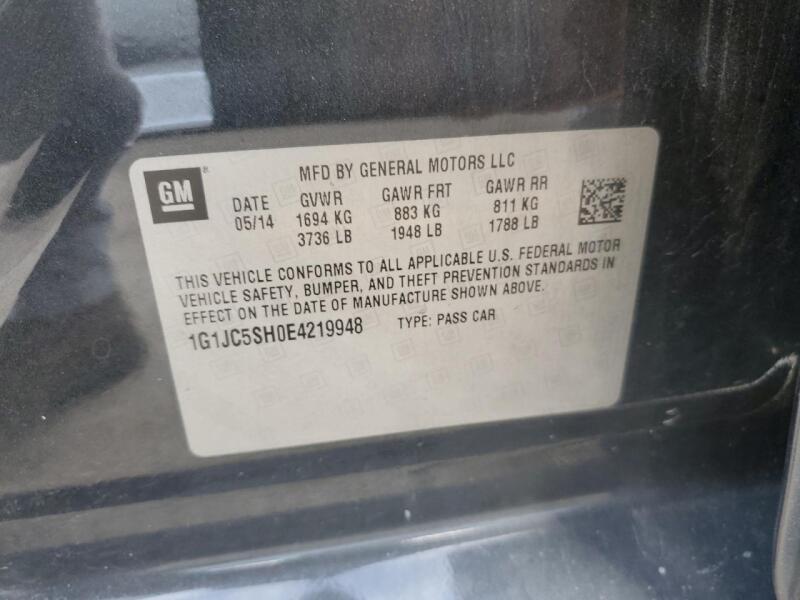 GM
MFD BY GENERAL MOTORS LLC
DATE GVWR GAWR FRT GAWR RR
05/14 1694 KG 883 KG 811 KG
3736 LB 1948 LB 1788 LB
THIS VEHICLE CONFORMS TO ALL APPLICABLE U.S. FEDERAL MOTOR
VEHICLE SAFETY, BUMPER, AND THEFT PREVENTION STANDARDS IN
EFFECT ON THE DATE OF MANUFACTURE SHOWN ABOVE.
1G1JC5SH0E4219948 TYPE: PASS CAR